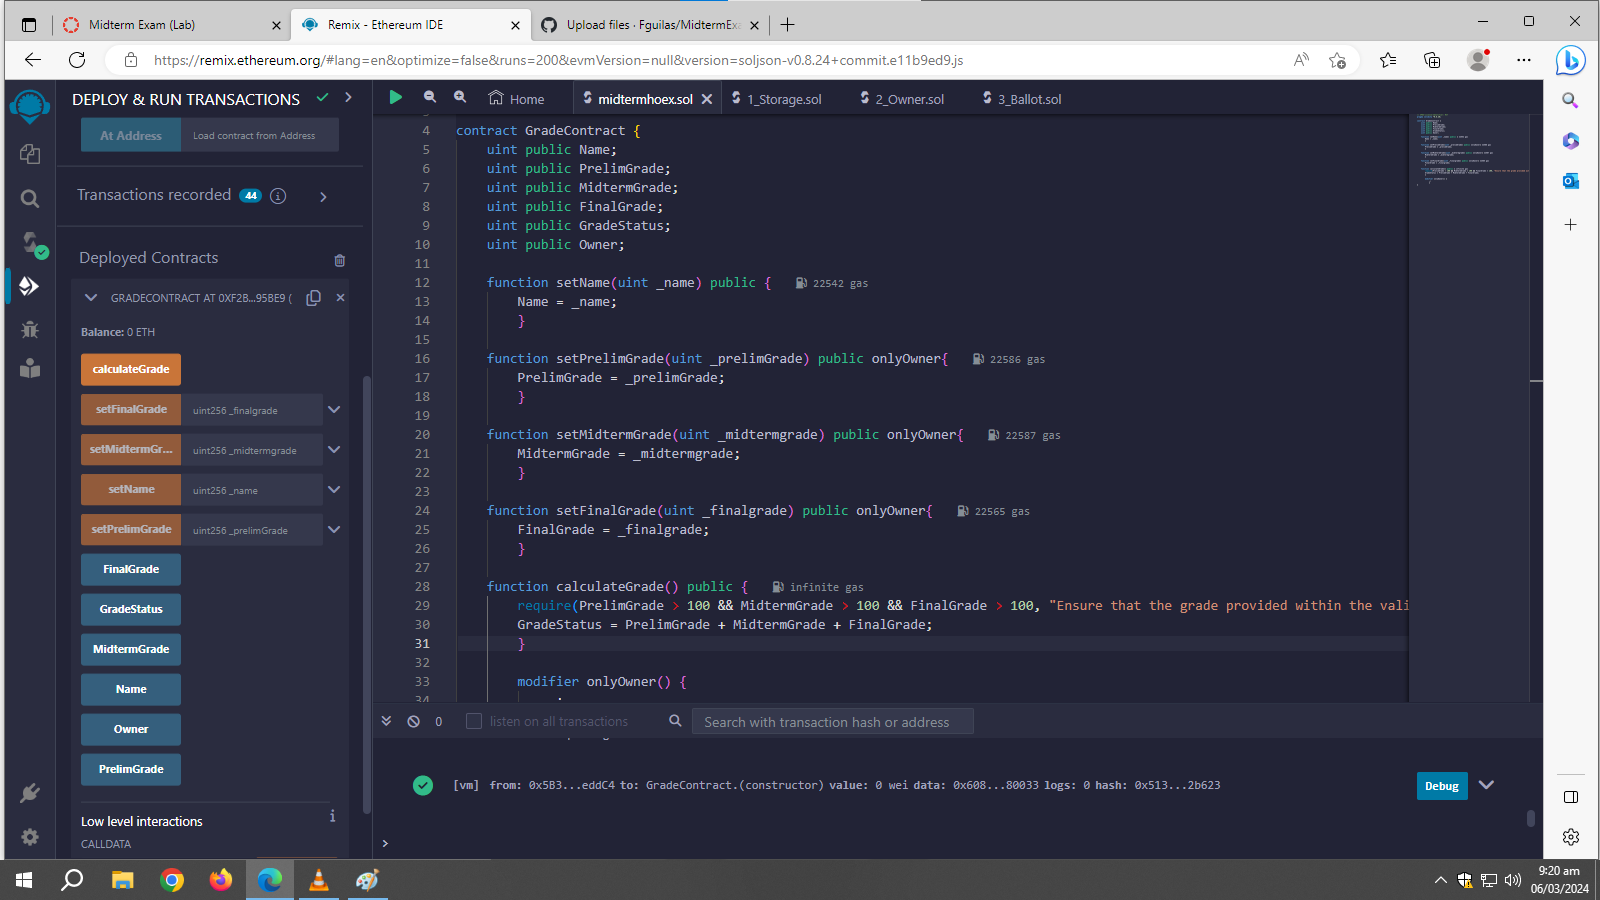 Midterm Exam (Lab)
Remix - Ethereum IDE
Upload files · Fguilas/MidtermExa
https://remix.ethereum.org/#lang=en&optimize=false&runs=200&evmVersion=null&version=soljson-v0.8.24+commit.e11b9ed9.js
DEPLOY & RUN TRANSACTIONS
At Address
Load contract from Address
Transactions recorded 44 i
Deployed Contracts
GRADECONTRACT AT 0XF2B...95BE9 (
Balance: 0 ETH
calculateGrade
setFinalGrade uint256 _finalgrade
setMidtermGr... uint256 _midtermgrade
setName uint256 _name
setPrelimGrade uint256 _prelimGrade
FinalGrade
GradeStatus
MidtermGrade
Name
Owner
PrelimGrade
Low level interactions i
CALLDATA
Home
midtermhoex.sol
1_Storage.sol
2_Owner.sol
3_Ballot.sol
4 contract GradeContract {
5 uint public Name;
6 uint public PrelimGrade;
7 uint public MidtermGrade;
8 uint public FinalGrade;
9 uint public GradeStatus;
10 uint public Owner;
11
12 function setName(uint _name) public { 22542 gas
13 Name = _name;
14 }
15
16 function setPrelimGrade(uint _prelimGrade) public onlyOwner{ 22586 gas
17 PrelimGrade = _prelimGrade;
18 }
19
20 function setMidtermGrade(uint _midtermgrade) public onlyOwner{ 22587 gas
21 MidtermGrade = _midtermgrade;
22 }
23
24 function setFinalGrade(uint _finalgrade) public onlyOwner{ 22565 gas
25 FinalGrade = _finalgrade;
26 }
27
28 function calculateGrade() public { infinite gas
29 require(PrelimGrade > 100 && MidtermGrade > 100 && FinalGrade > 100, "Ensure that the grade provided within the vali
30 GradeStatus = PrelimGrade + MidtermGrade + FinalGrade;
31 }
32
33 modifier onlyOwner() {
34
0
listen on all transactions
Search with transaction hash or address
[vm] from: 0x5B3...eddC4 to: GradeContract.(constructor) value: 0 wei data: 0x608...80033 logs: 0 hash: 0x513...2b623
Debug
>
9:20 am
06/03/2024